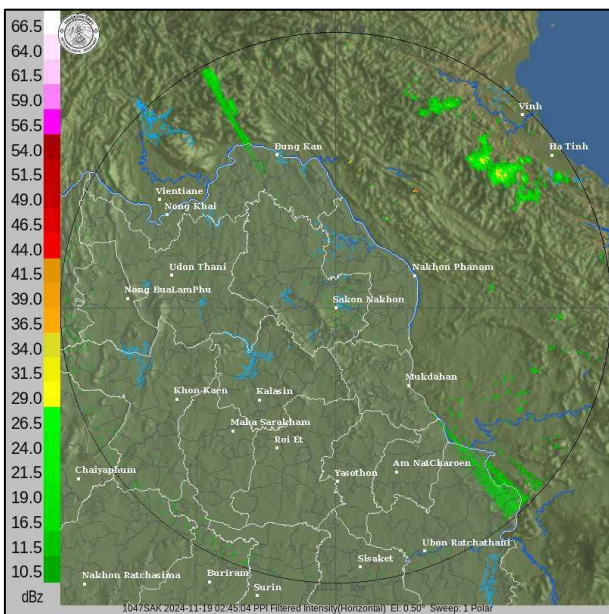 66.5
64.0
61.5
59.0
56.5
54.0
51.5
49.0
46.5
44.0
41.5
39.0
36.5
34.0
31.5
29.0
26.5
24.0
21.5
19.0
16.5
13.5
10.5
dBz
Vinh
Ha Tinh
Bung Kan
Vientiane
Nong Khai
Udon Thani
Nakhon Phanom
Nong BuaLamPhu
Sakon Nakhon
Mukdahan
Khon Kaen
Kalasin
Maha Sarakham
Roi Et
Chaiyaphum
Yasothon
Am NatCharoen
Ubon Ratchathani
Sisaket
Nakhon Ratchasima
Buriram
Surin
1047SAK 2024-11-19 02:45:04 PPI Filtered Intensity(Horizontal) El: 0.50° Sweep: 1 Polar